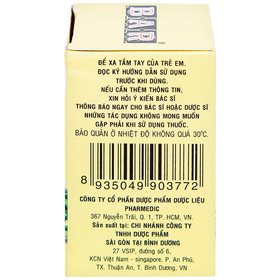 BAR
ĐỂ XA TẦM TAY CỦA TRẺ EM.
ĐỌC KỸ HƯỚNG DẪN SỬ DỤNG
TRƯỚC KHI DÙNG.
NẾU CẦN THÊM THÔNG TIN,
XIN HỎI Ý KIẾN BÁC SĨ
THÔNG BÁO NGAY CHO BÁC SĨ HOẶC DƯỢC SĨ
NHỮNG TÁC DỤNG KHÔNG MONG MUỐN
GẶP PHẢI KHI SỬ DỤNG THUỐC.
BẢO QUẢN Ở NHIỆT ĐỘ KHÔNG QUÁ 30°C.
8 935049 903772
CÔNG TY CỔ PHẦN DƯỢC PHẨM DƯỢC LIỆU
PHARMEDIC
367 Nguyễn Trãi, Q. 1, TP. HCM, VN.
Sản xuất tại: CHI NHÁNH CÔNG TY
TNHH DƯỢC PHẨM
SÀI GÒN TẠI BÌNH DƯƠNG
27 VSIP, đường số 6,
KCN Việt Nam - singapore, P. An Phú,
TX. Thuận An, T. Bình Dương, VN